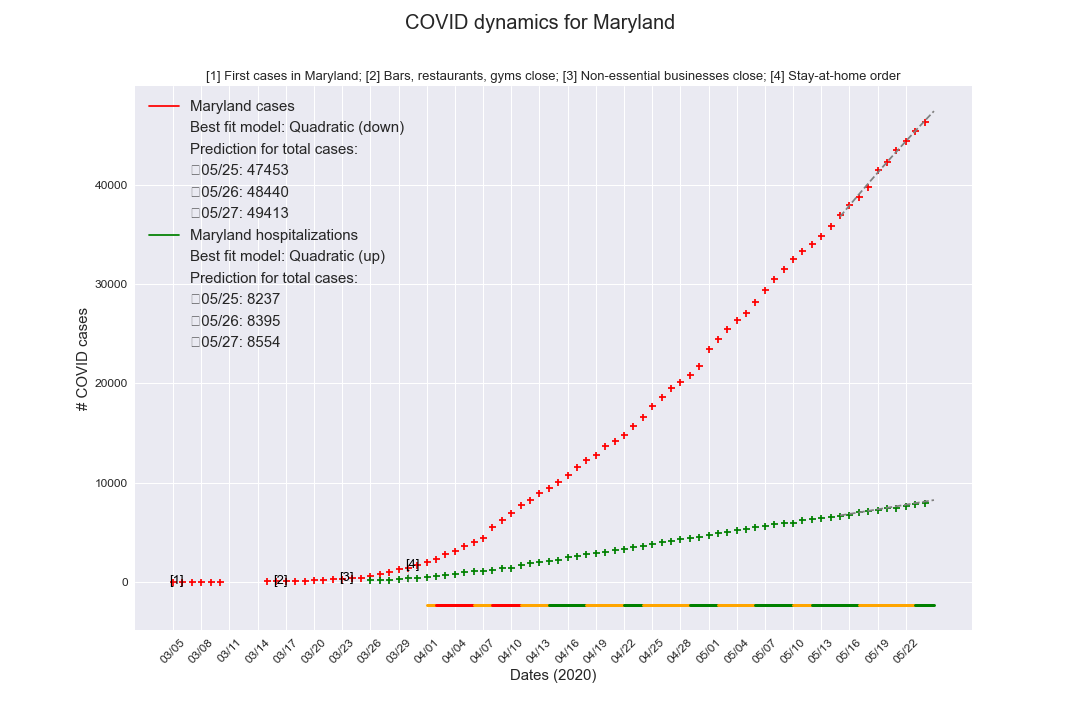 COVID dynamics for Maryland
[1] First cases in Maryland; [2] Bars, restaurants, gyms close; [3] Non-essential businesses close; [4] Stay-at-home order
Maryland cases
Best fit model: Quadratic (down)
Prediction for total cases:
05/25: 47453
05/26: 48440
05/27: 49413
Maryland hospitalizations
Best fit model: Quadratic (up)
Prediction for total cases:
05/25: 8237
05/26: 8395
05/27: 8554
# COVID cases
40000
30000
20000
10000
0
[1]
[2]
[3]
[4]
03/05 03/08 03/11 03/14 03/17 03/20 03/23 03/26 03/29 04/01 04/04 04/07 04/10 04/13 04/16 04/19 04/22 04/25 04/28 05/01 05/04 05/07 05/10 05/13 05/16 05/19 05/22
Dates (2020)